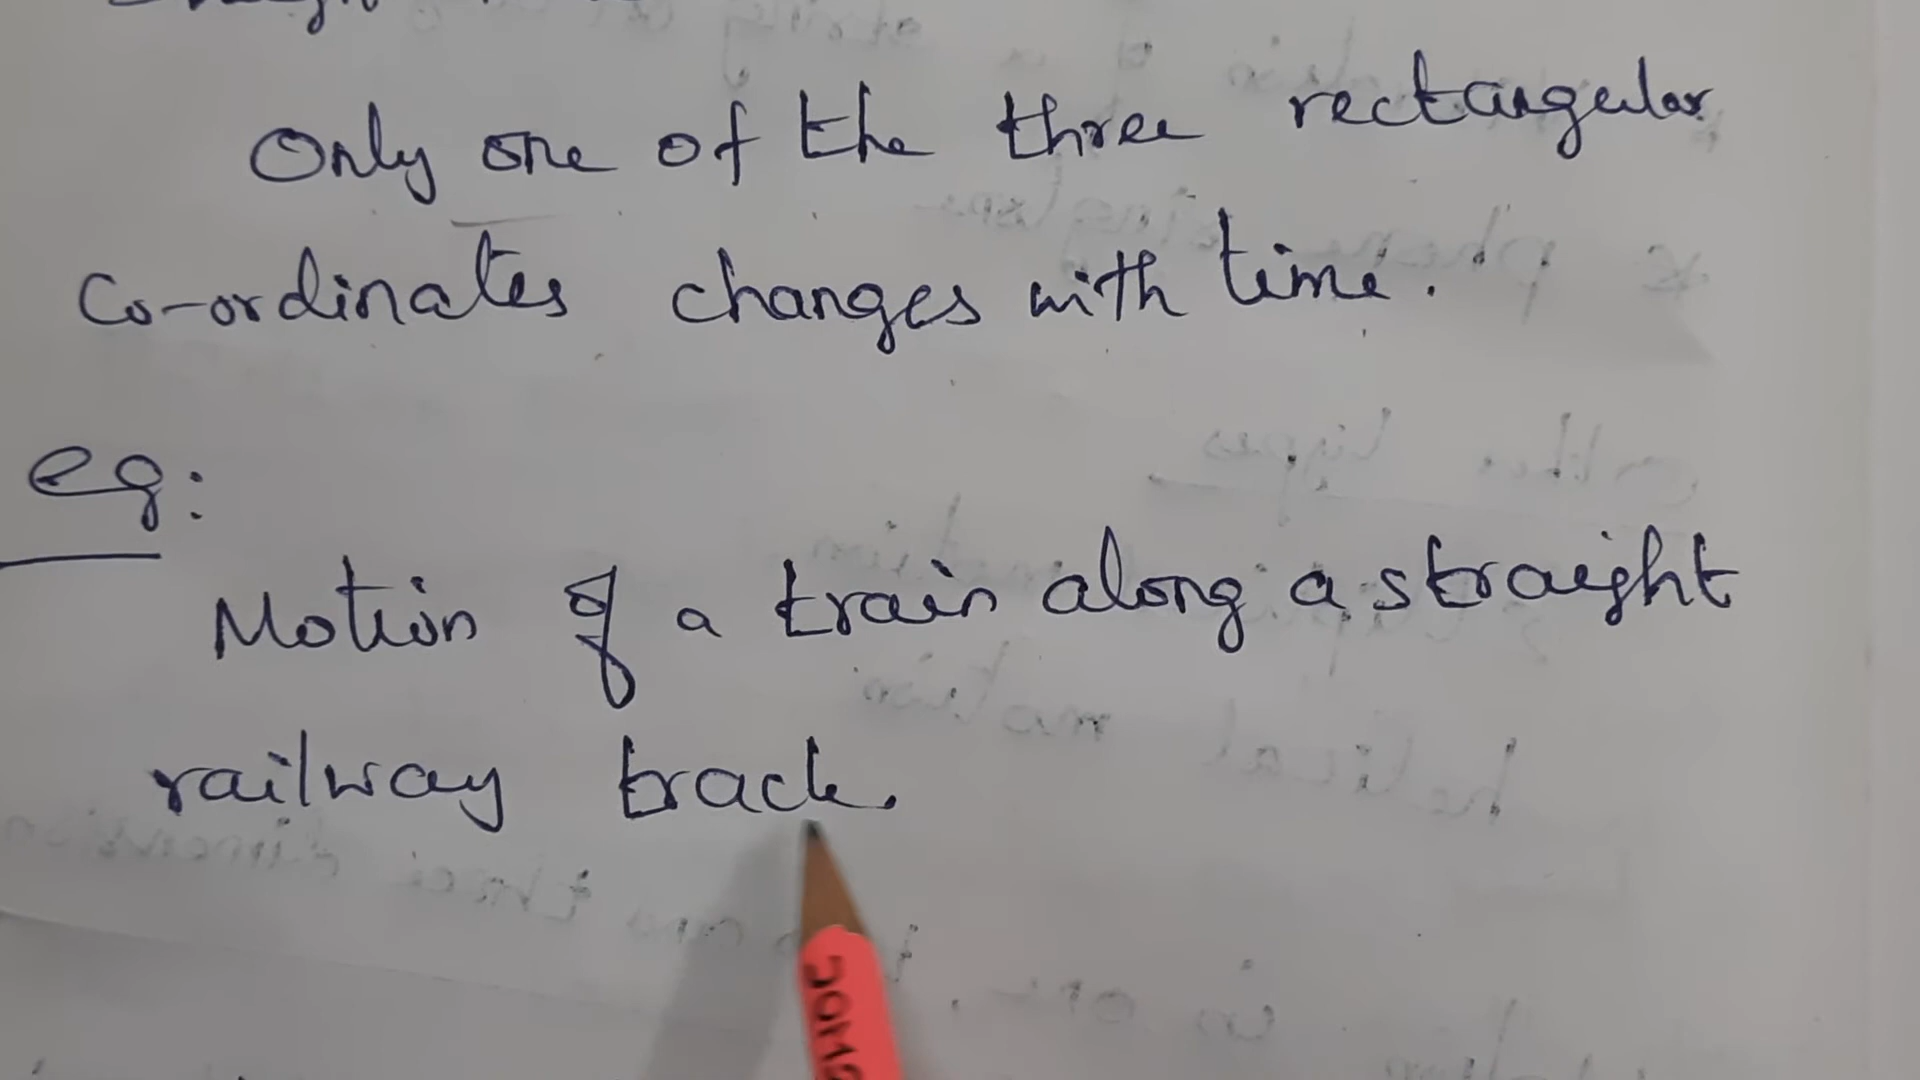 Only one of the three rectangular
Co-ordinates changes with time.
eg:
Motion of a train along a straight
railway track.